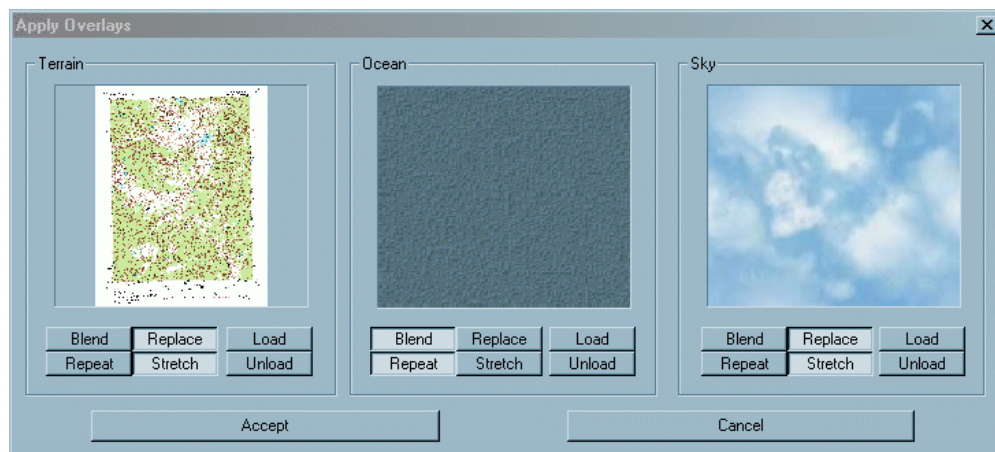 Apply Overlays
Terrain
Ocean
Sky
Blend Replace Load
Repeat Stretch Unload
Blend Replace Load
Repeat Stretch Unload
Blend Replace Load
Repeat Stretch Unload
Accept
Cancel